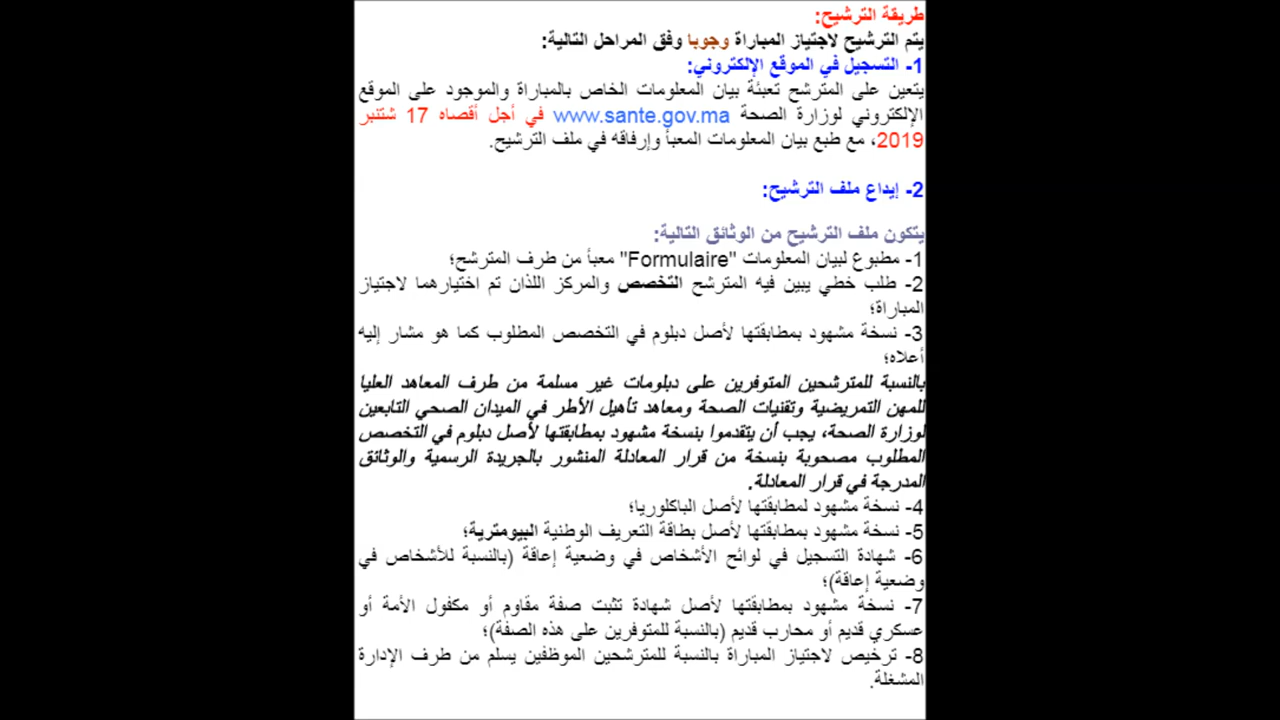 طريقة الترشيح:
يتم الترشيح لاجتياز المباراة وجوبا وفق المراحل التالية:
1- التسجيل في الموقع الإلكتروني:
يتعين على المترشح تعبئة بيان المعلومات الخاص بالمباراة والموجود على الموقع
الإلكتروني لوزارة الصحة www.sante.gov.ma في أجل أقصاه 17 شتنبر
2019، مع طبع بيان المعلومات المعبأ وإرفاقه في ملف الترشيح.
2- إيداع ملف الترشيح:
يتكون ملف الترشيح من الوثائق التالية:
1- مطبوع لبيان المعلومات "Formulaire" معبأ من طرف المترشح؛
2- طلب خطي يبين فيه المترشح التخصص والمركز اللذان تم اختيارهما لاجتياز
المباراة؛
3- نسخة مشهود بمطابقتها لأصل دبلوم في التخصص المطلوب كما هو مشار إليه
أعلاه؛
بالنسبة للمترشحين المتوفرين على دبلومات غير مسلمة من طرف المعاهد العليا
للمهن التمريضية وتقنيات الصحة ومعاهد تأهيل الأطر في الميدان الصحي التابعين
لوزارة الصحة، يجب أن يتقدموا بنسخة مشهود بمطابقتها لأصل دبلوم في التخصص
المطلوب مصحوبة بنسخة من قرار المعادلة المنشور بالجريدة الرسمية والوثائق
المدرجة في قرار المعادلة.
4- نسخة مشهود لمطابقتها لأصل الباكلوريا؛
5- نسخة مشهود بمطابقتها لأصل بطاقة التعريف الوطنية البيومترية؛
6- شهادة التسجيل في لوائح الأشخاص في وضعية إعاقة (بالنسبة للأشخاص في
وضعية إعاقة)؛
7- نسخة مشهود بمطابقتها لأصل شهادة تثبت صفة مقاوم أو مكفول الأمة أو
عسكري قديم أو محارب قديم (بالنسبة للمتوفرين على هذه الصفة)؛
8- ترخيص لاجتياز المباراة بالنسبة للمترشحين الموظفين يسلم من طرف الإدارة
المشغلة.